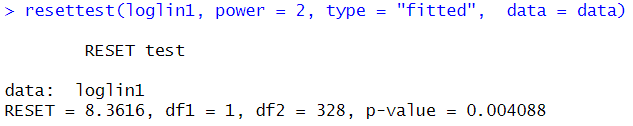 > resettest(loglin1, power = 2, type = "fitted",  data = data)
RESET test
data:  loglin1
RESET = 8.3616, df1 = 1, df2 = 328, p-value = 0.004088